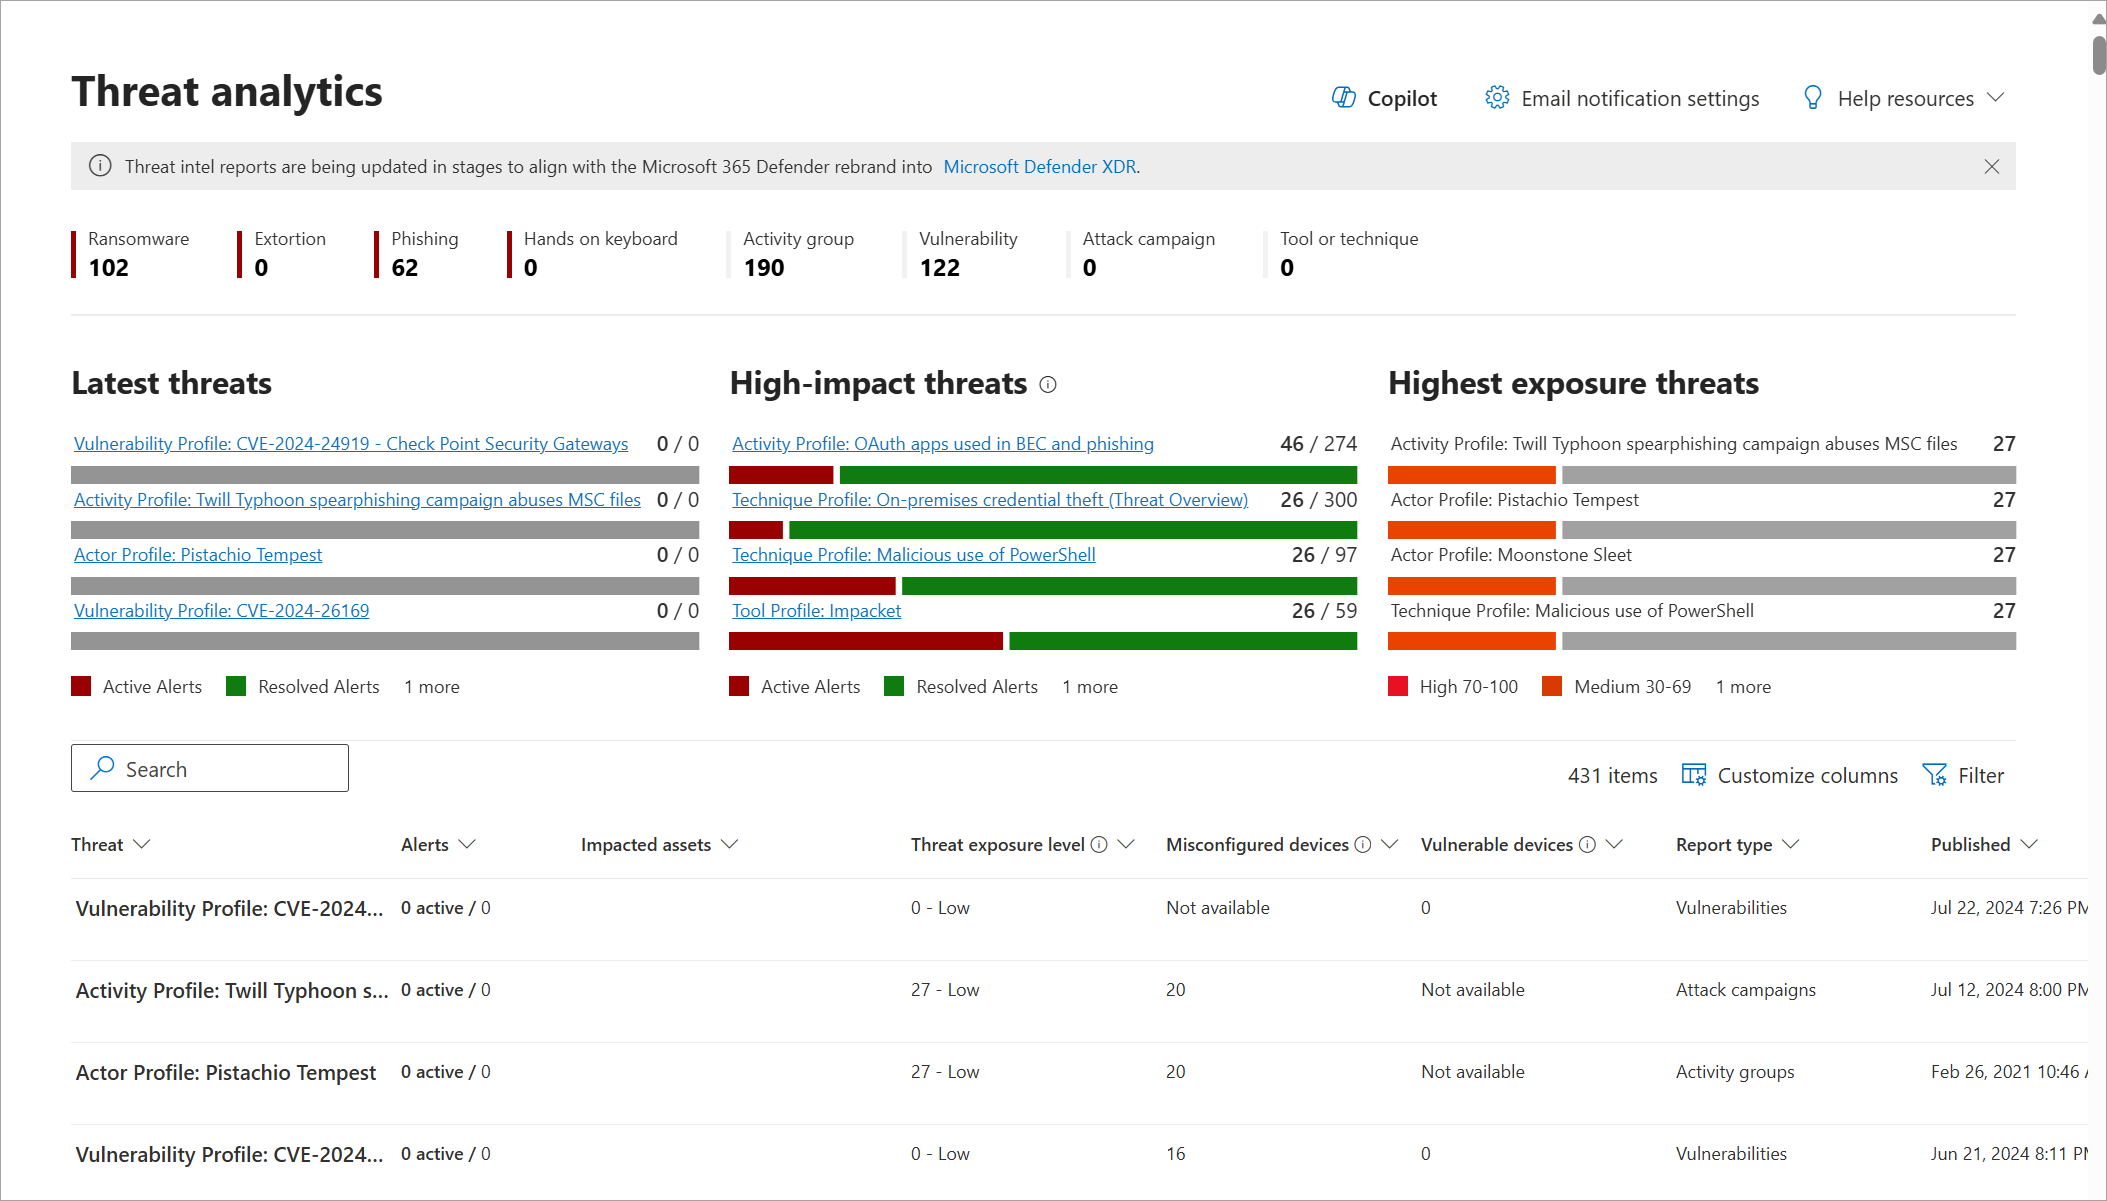 Threat analytics
Copilot
Email notification settings
Help resources
Threat intel reports are being updated in stages to align with the Microsoft 365 Defender rebrand into Microsoft Defender XDR.
Ransomware
102
Extortion
0
Phishing
62
Hands on keyboard
0
Activity group
190
Vulnerability
122
Attack campaign
0
Tool or technique
0
Latest threats
Vulnerability Profile: CVE-2024-24919 - Check Point Security Gateways 0 / 0
Activity Profile: Twill Typhoon spearphishing campaign abuses MSC files 0 / 0
Actor Profile: Pistachio Tempest 0 / 0
Vulnerability Profile: CVE-2024-26169 0 / 0
Active Alerts Resolved Alerts 1 more
High-impact threats
Activity Profile: OAuth apps used in BEC and phishing 46 / 274
Technique Profile: On-premises credential theft (Threat Overview) 26 / 300
Technique Profile: Malicious use of PowerShell 26 / 97
Tool Profile: Impacket 26 / 59
Active Alerts Resolved Alerts 1 more
Highest exposure threats
Activity Profile: Twill Typhoon spearphishing campaign abuses MSC files 27
Actor Profile: Pistachio Tempest 27
Actor Profile: Moonstone Sleet 27
Technique Profile: Malicious use of PowerShell 27
High 70-100 Medium 30-69 1 more
Search
431 items Customize columns Filter
Threat Alerts Impacted assets Threat exposure level Misconfigured devices Vulnerable devices Report type Published
Vulnerability Profile: CVE-2024... 0 active / 0 0 - Low Not available 0 Vulnerabilities Jul 22, 2024 7:26 PM
Activity Profile: Twill Typhoon s... 0 active / 0 27 - Low 20 Not available Attack campaigns Jul 12, 2024 8:00 PM
Actor Profile: Pistachio Tempest 0 active / 0 27 - Low 20 Not available Activity groups Feb 26, 2021 10:46
Vulnerability Profile: CVE-2024... 0 active / 0 0 - Low 16 0 Vulnerabilities Jun 21, 2024 8:11 PM